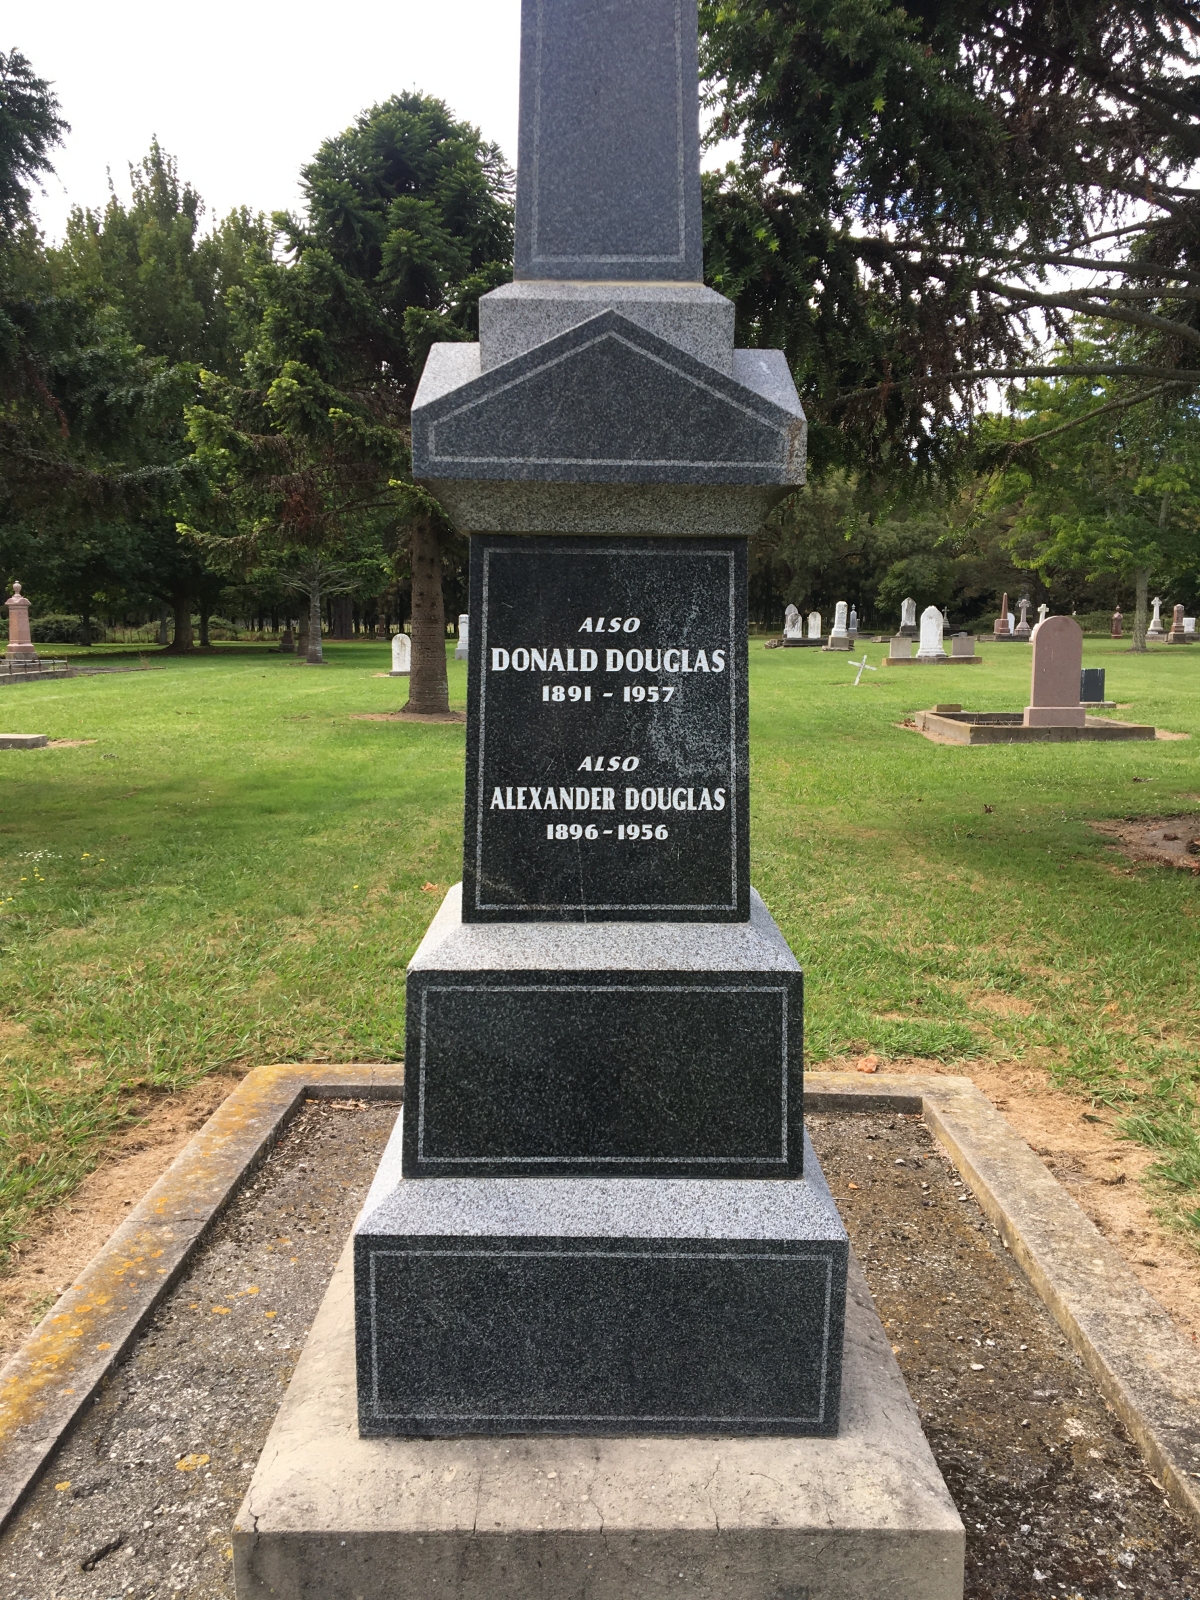 ALSO
DONALD DOUGLAS
1891 - 1957
ALSO
ALEXANDER DOUGLAS
1896 - 1956